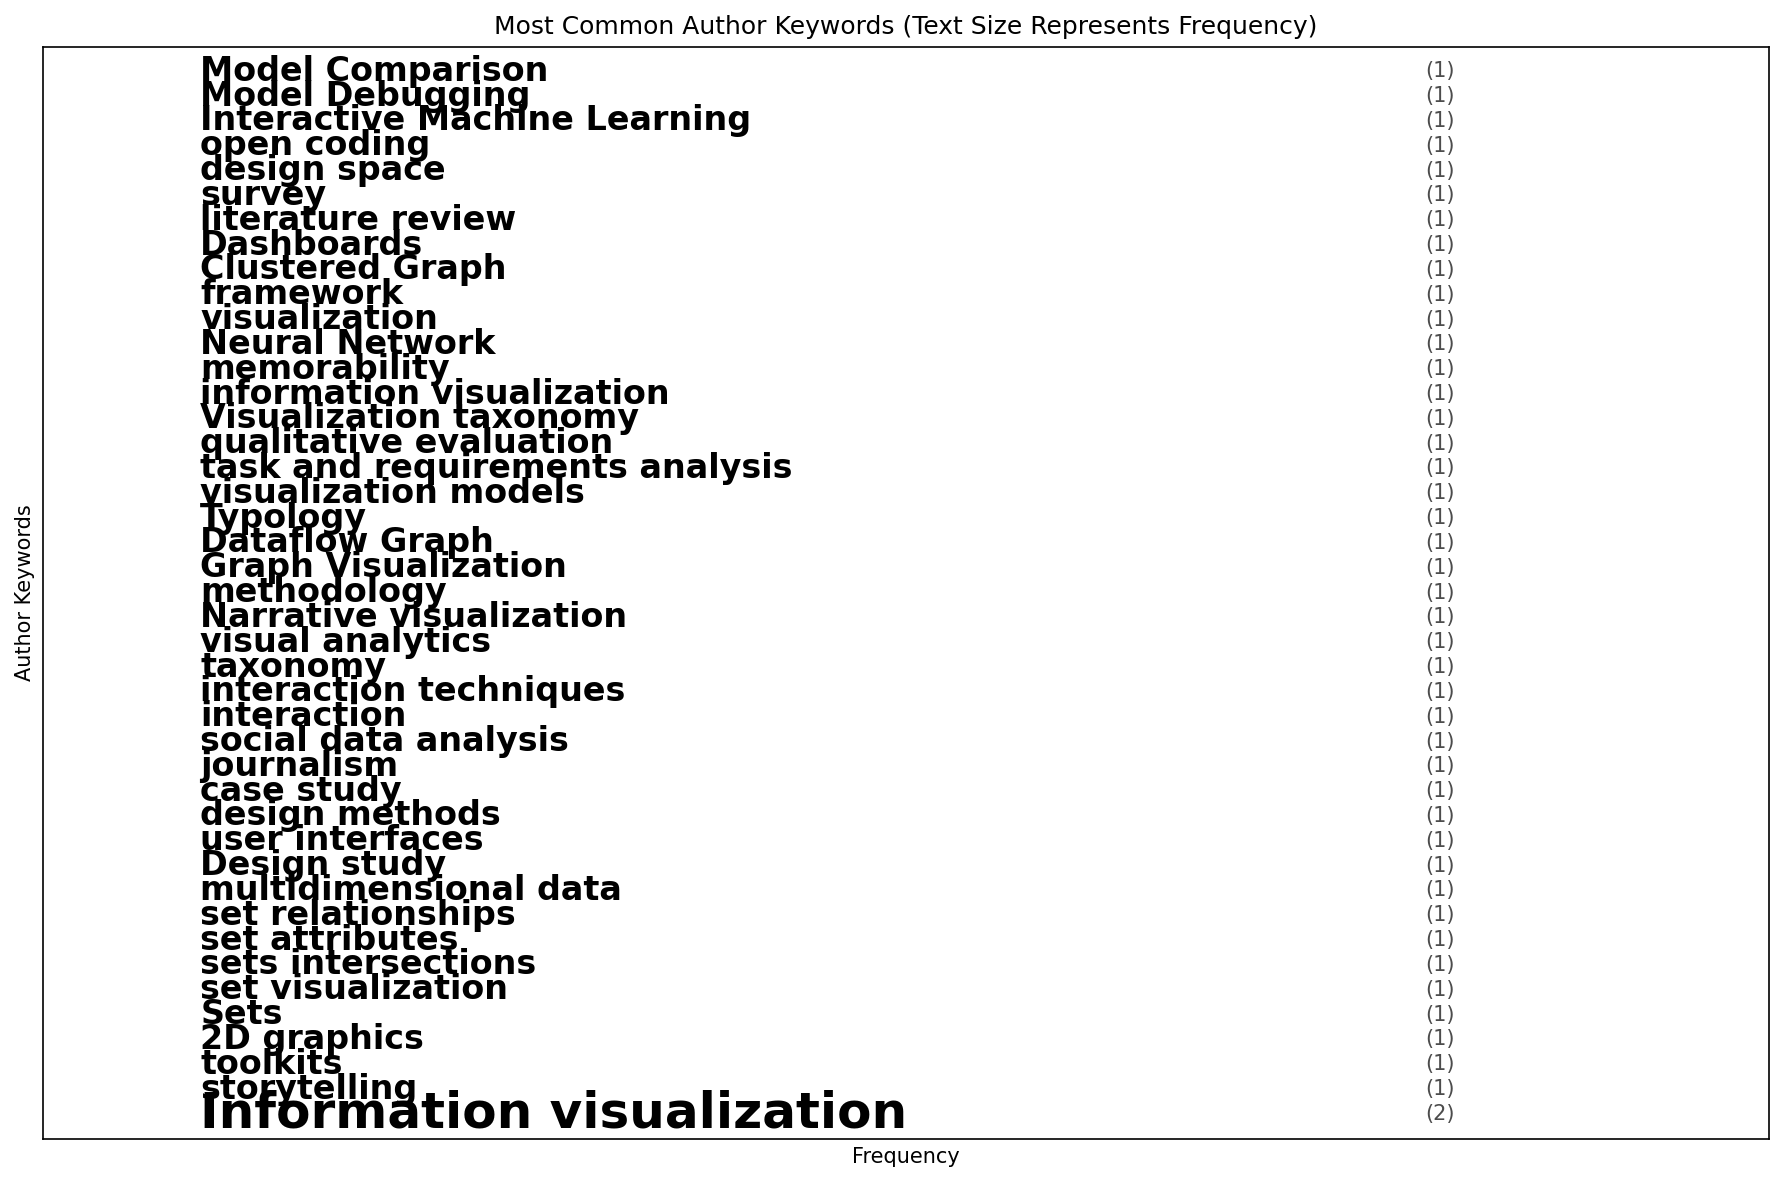 Most Common Author Keywords (Text Size Represents Frequency)
Model Comparison (1)
Model Debugging (1)
Interactive Machine Learning (1)
open coding (1)
design space (1)
survey (1)
literature review (1)
Dashboards (1)
Clustered Graph (1)
framework (1)
visualization (1)
Neural Network (1)
memorability (1)
information visualization (1)
Visualization taxonomy (1)
qualitative evaluation (1)
task and requirements analysis (1)
visualization models (1)
Typology (1)
Dataflow Graph (1)
Graph Visualization (1)
methodology (1)
Narrative visualization (1)
visual analytics (1)
taxonomy (1)
interaction techniques (1)
interaction (1)
social data analysis (1)
journalism (1)
case study (1)
design methods (1)
user interfaces (1)
Design study (1)
multidimensional data (1)
set relationships (1)
set attributes (1)
sets intersections (1)
set visualization (1)
Sets (1)
2D graphics (1)
toolkits (1)
storytelling (1)
Information visualization (2)
Author Keywords
Frequency